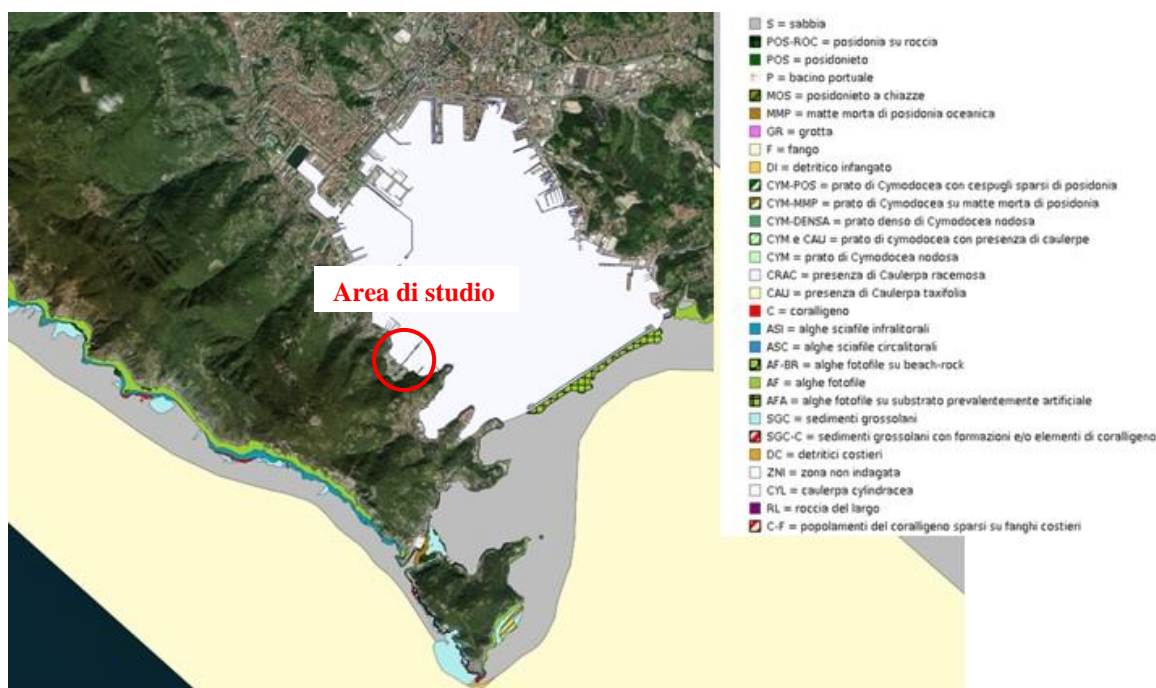 Area di studio
S = sabbia
POS-ROC = posidonia su roccia
POS = posidonieto
P = bacino portuale
MOS = posidonieto a chiazze
MMP = matte morta di posidonia oceanica
GR = grotta
F = fango
DI = detritico infangato
CYM-POS = prato di Cymodocea con cespugli sparsi di posidonia
CYM-MMP = prato di Cymodocea su matte morta di posidonia
CYM-DENSA = prato denso di Cymodocea nodosa
CYM e CAU = prato di cymodocea con presenza di caulerpe
CYM = prato di Cymodocea nodosa
CRAC = presenza di Caulerpa racemosa
CAU = presenza di Caulerpa taxifolia
C = coralligeno
ASI = alghe sciafile infralitorali
ASC = alghe sciafile circalitorali
AF-BR = alghe fotofile su beach-rock
AF = alghe fotofile
AFA = alghe fotofile su substrato prevalentemente artificiale
SGC = sedimenti grossolani
SGC-C = sedimenti grossolani con formazioni e/o elementi di coralligeno
DC = detritici costieri
ZNI = zona non indagata
CYL = caulerpa cylindracea
RL = roccia del largo
C-F = popolamenti del coralligeno sparsi su fanghi costieri